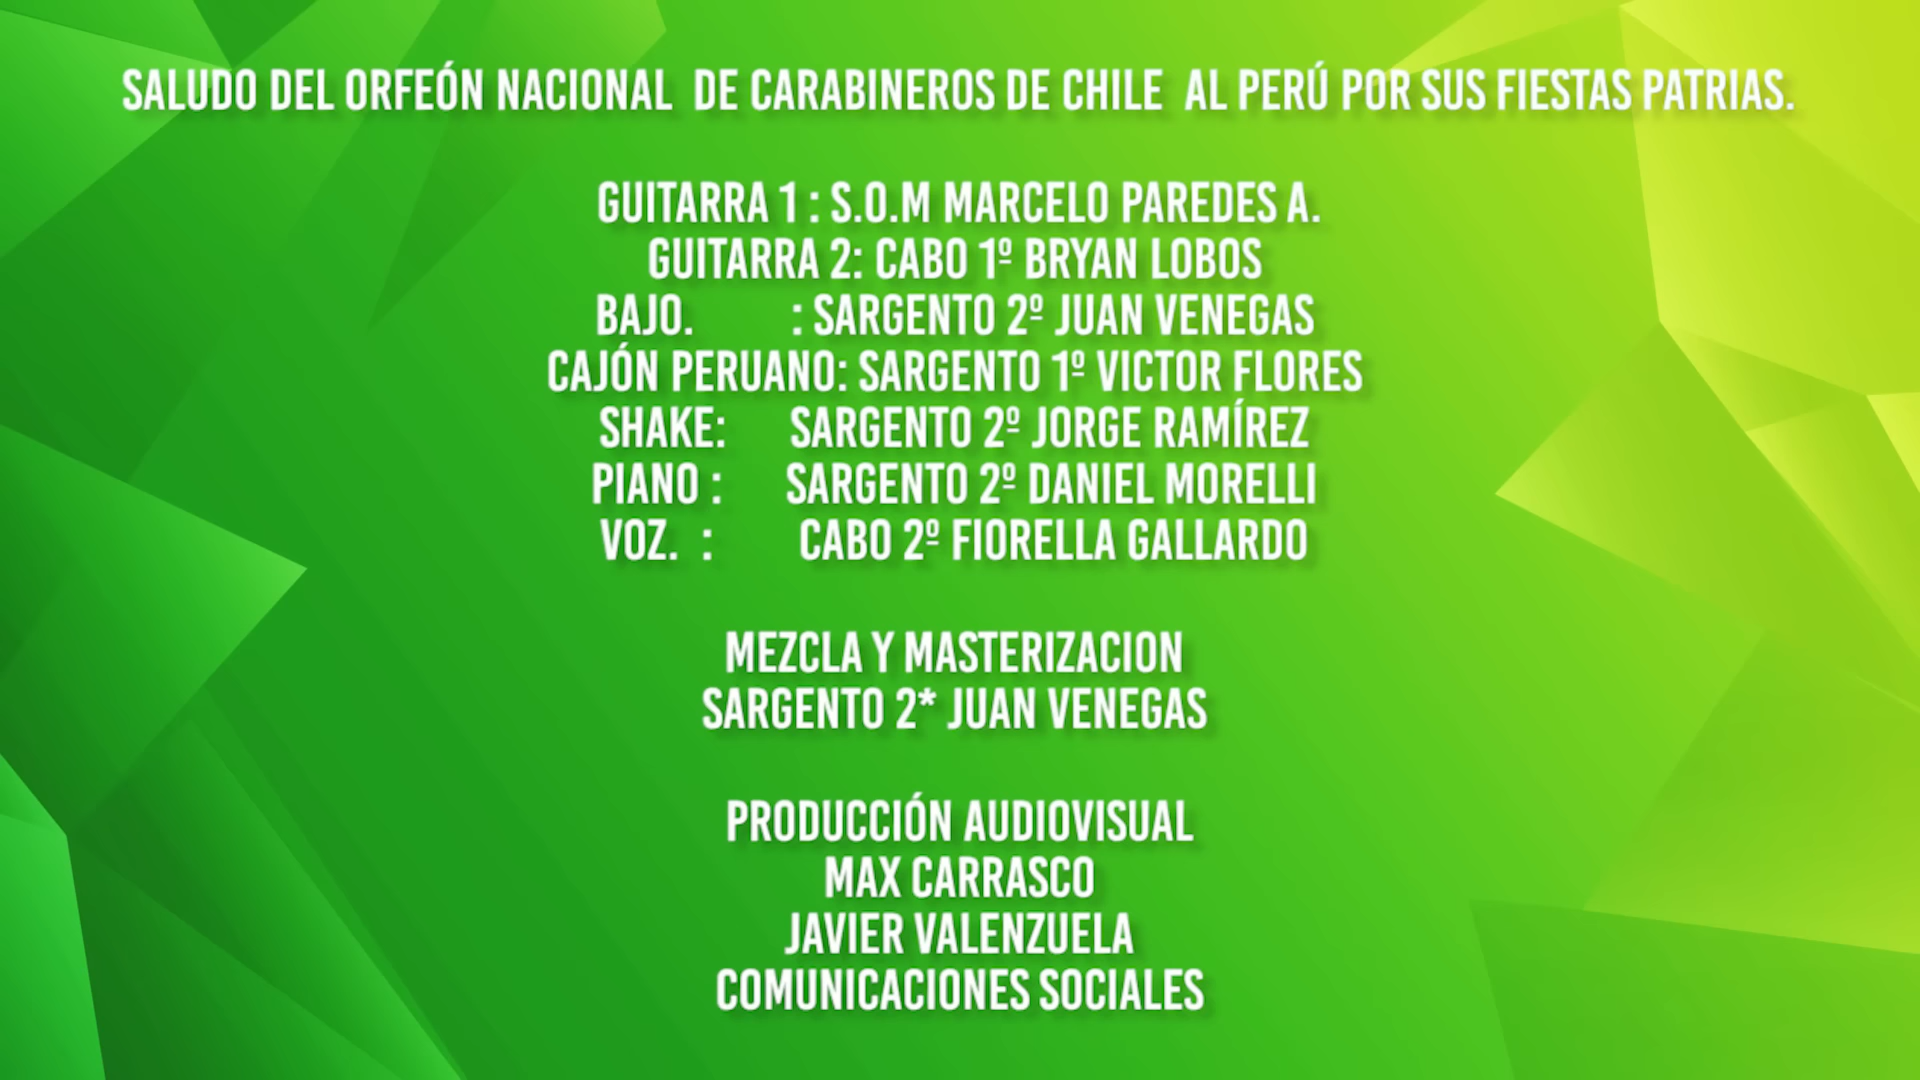 SALUDO DEL ORFEÓN NACIONAL  DE CARABINEROS DE CHILE  AL PERÚ POR SUS FIESTAS PATRIAS.
GUITARRA 1 : S.O.M MARCELO PAREDES A.
GUITARRA 2: CABO 1º BRYAN LOBOS
BAJO.          : SARGENTO 2º JUAN VENEGAS
CAJÓN PERUANO: SARGENTO 1º VICTOR FLORES
SHAKE:      SARGENTO 2º JORGE RAMÍREZ
PIANO :      SARGENTO 2º DANIEL MORELLI
VOZ.  :        CABO 2º FIORELLA GALLARDO
MEZCLA Y MASTERIZACION
SARGENTO 2* JUAN VENEGAS
PRODUCCIÓN AUDIOVISUAL
MAX CARRASCO
JAVIER VALENZUELA
COMUNICACIONES SOCIALES